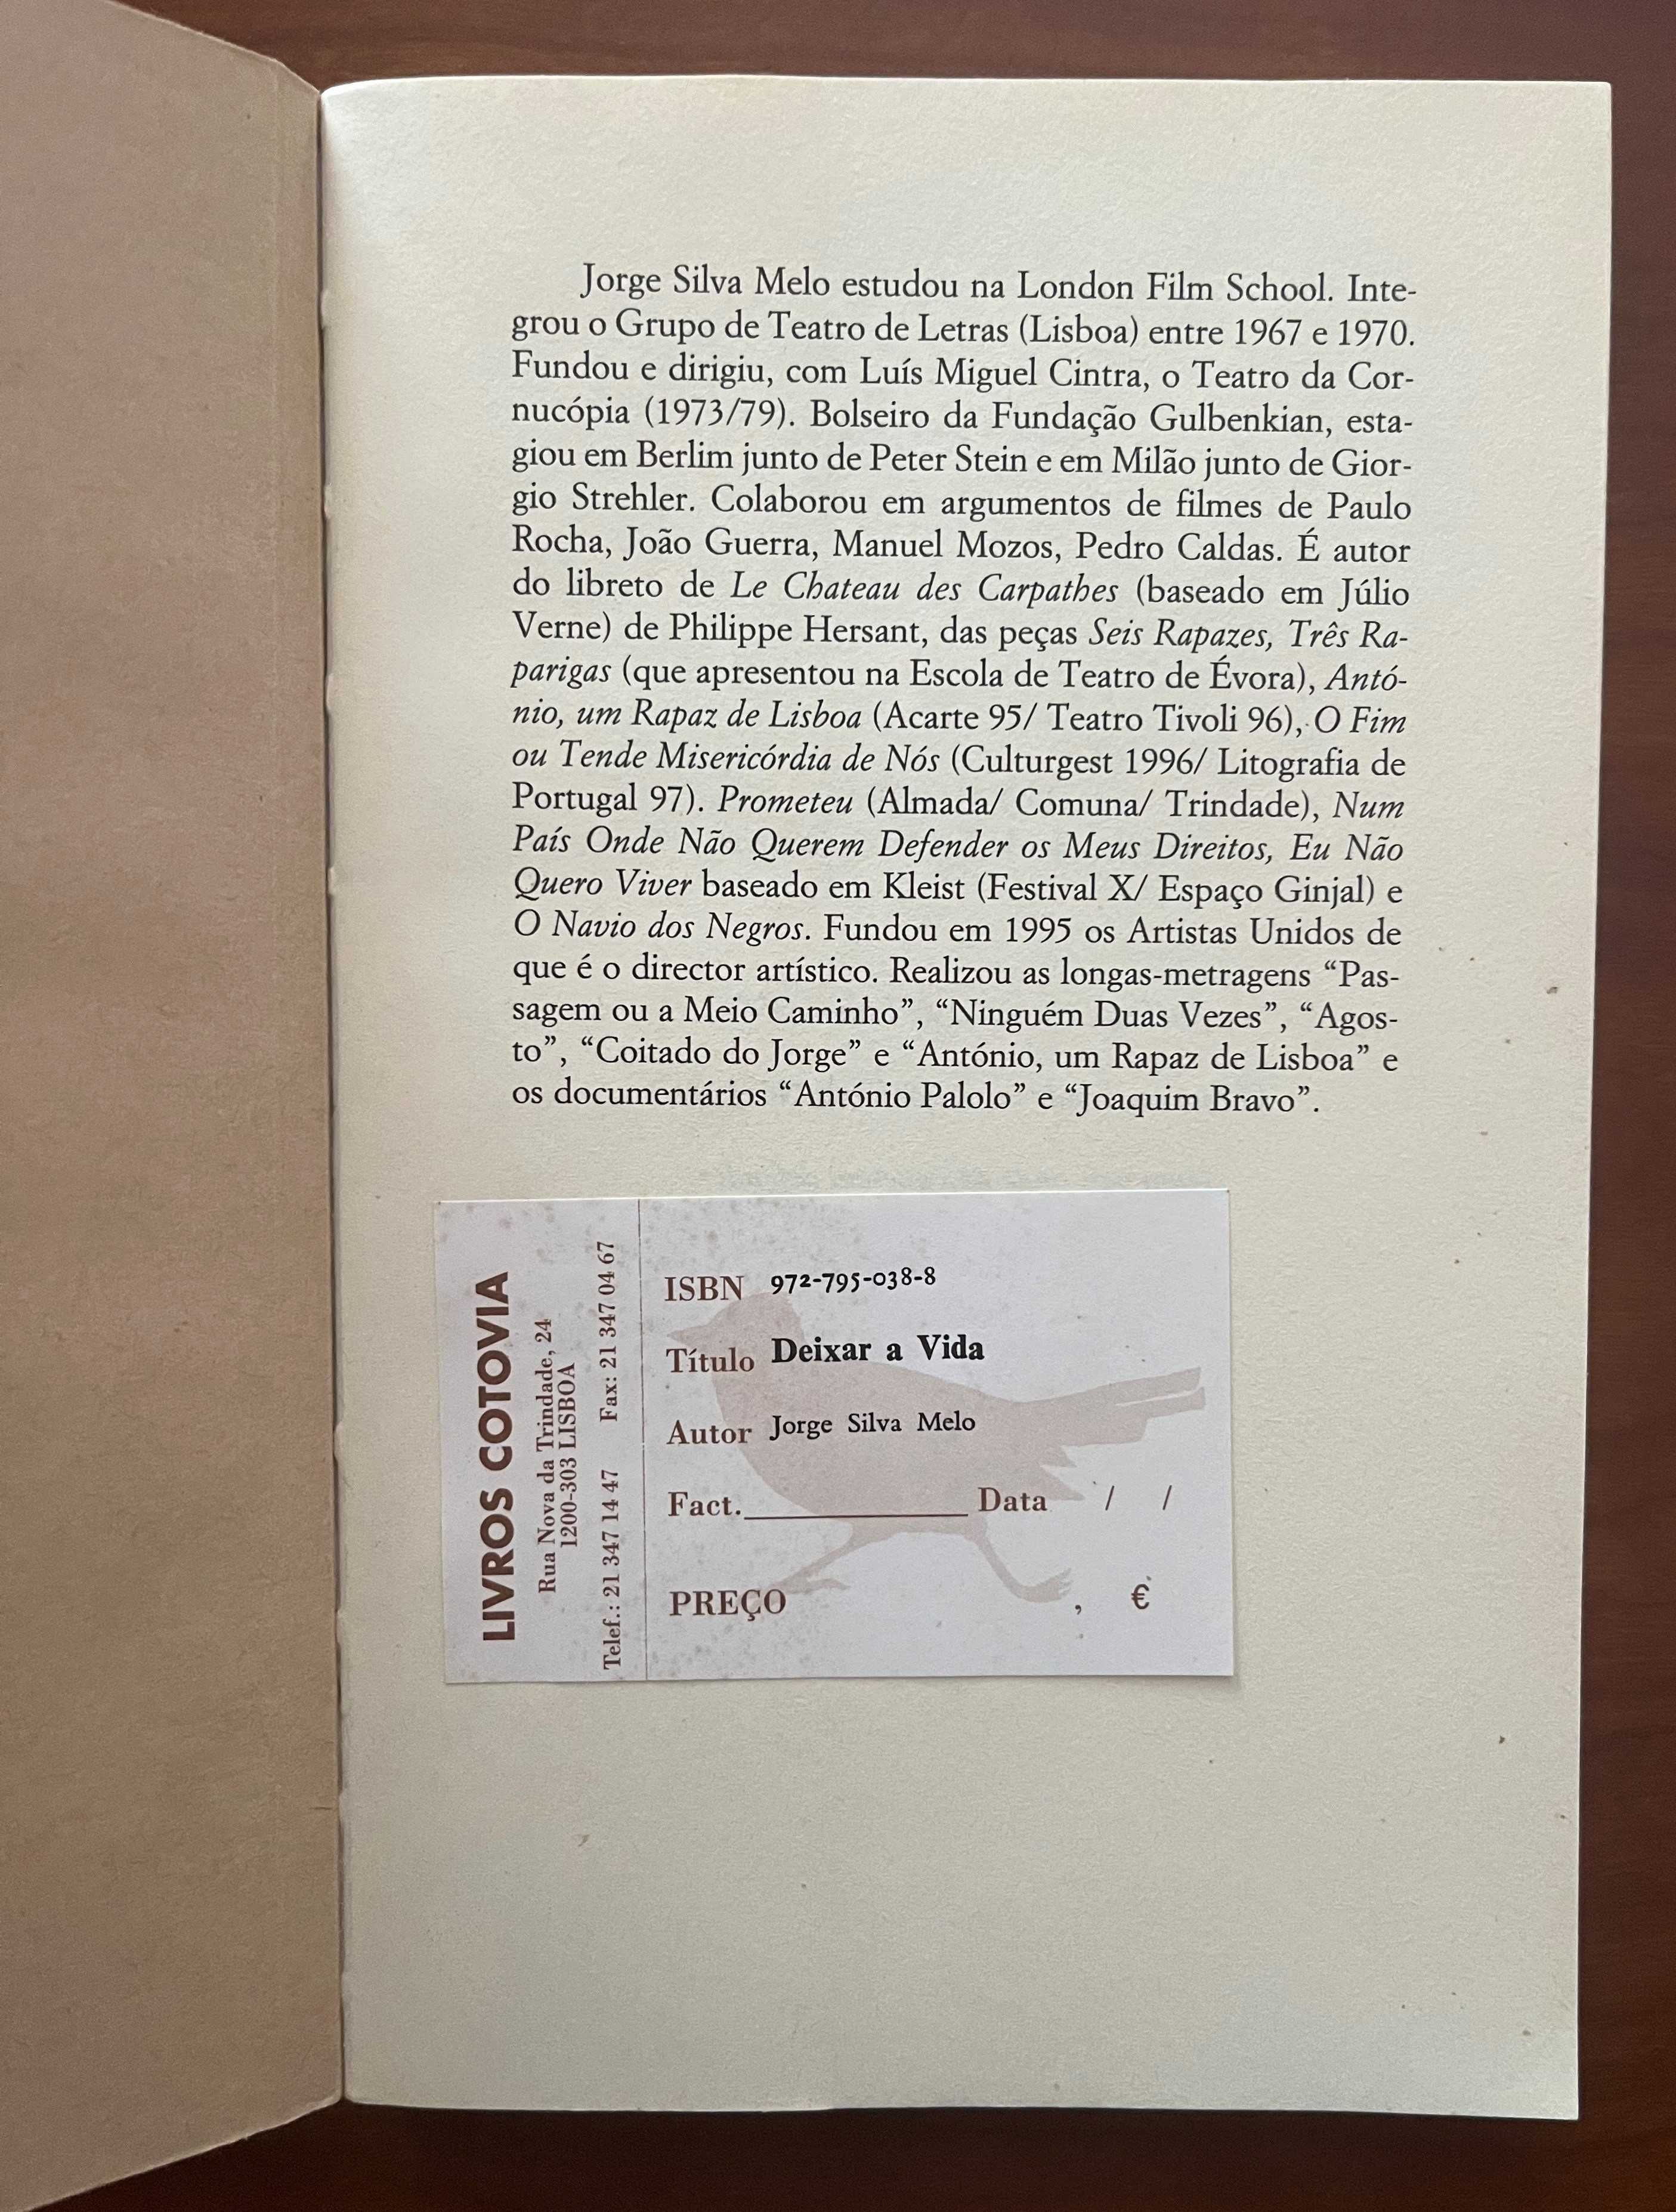 Jorge Silva Melo estudou na London Film School. Inte-
grou o Grupo de Teatro de Letras (Lisboa) entre 1967 e 1970.
Fundou e dirigiu, com Luís Miguel Cintra, o Teatro da Cor-
nucópia (1973/79). Bolseiro da Fundação Gulbenkian, esta-
giou em Berlim junto de Peter Stein e em Milão junto de Gior-
gio Strehler. Colaborou em argumentos de filmes de Paulo
Rocha, João Guerra, Manuel Mozos, Pedro Caldas. É autor
do libreto de Le Chateau des Carpathes (baseado em Júlio
Verne) de Philippe Hersant, das peças Seis Rapazes, Três Ra-
parigas (que apresentou na Escola de Teatro de Évora), Antó-
nio, um Rapaz de Lisboa (Acarte 95/ Teatro Tivoli 96), O Fim
ou Tende Misericórdia de Nós (Culturgest 1996/ Litografia de
Portugal 97). Prometeu (Almada/ Comuna/ Trindade), Num
País Onde Não Querem Defender os Meus Direitos, Eu Não
Quero Viver baseado em Kleist (Festival X/ Espaço Ginjal) e
O Navio dos Negros. Fundou em 1995 os Artistas Unidos de
que é o director artístico. Realizou as longas-metragens “Pas-
sagem ou a Meio Caminho”, “Ninguém Duas Vezes”, “Agos-
to”, “Coitado do Jorge” e “António, um Rapaz de Lisboa” e
os documentários “António Palolo” e “Joaquim Bravo”.
LIVROS COTOVIA
Rua Nova da Trindade, 24
1200-303 LISBOA
Telef.: 21 347 14 47 Fax: 21 347 04 67
ISBN 972-795-038-8
Título Deixar a Vida
Autor Jorge Silva Melo
Fact.____________ Data / /
PREÇO , €